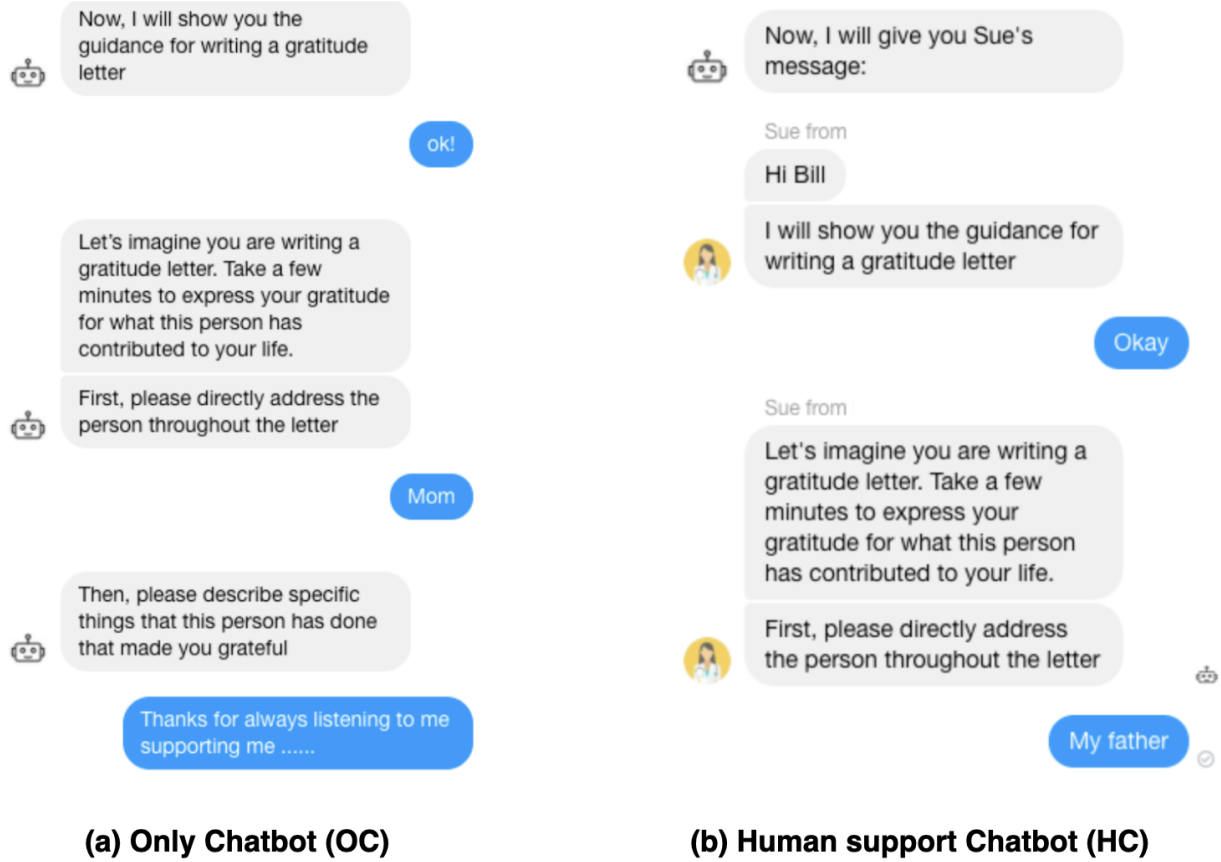 Now, I will show you the
guidance for writing a gratitude
letter
ok!
Let's imagine you are writing a
gratitude letter. Take a few
minutes to express your gratitude
for what this person has
contributed to your life.
First, please directly address the
person throughout the letter
Mom
Then, please describe specific
things that this person has done
that made you grateful
Thanks for always listening to me
supporting me ......
(a) Only Chatbot (OC)
Now, I will give you Sue's
message:
Sue from
Hi Bill
I will show you the guidance for
writing a gratitude letter
Okay
Sue from
Let's imagine you are writing a
gratitude letter. Take a few
minutes to express your
gratitude for what this person
has contributed to your life.
First, please directly address
the person throughout the letter
My father
(b) Human support Chatbot (HC)